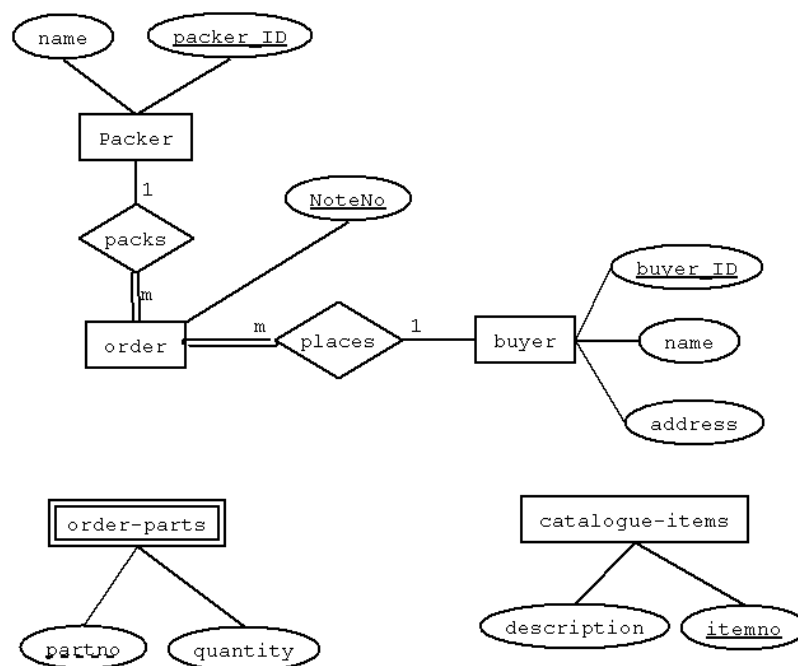 name
packer_ID
Packer
1
packs
m
NoteNo
order
m
places
1
buyer
buyer_ID
name
address
order-parts
catalogue-items
partno
quantity
description
itemno